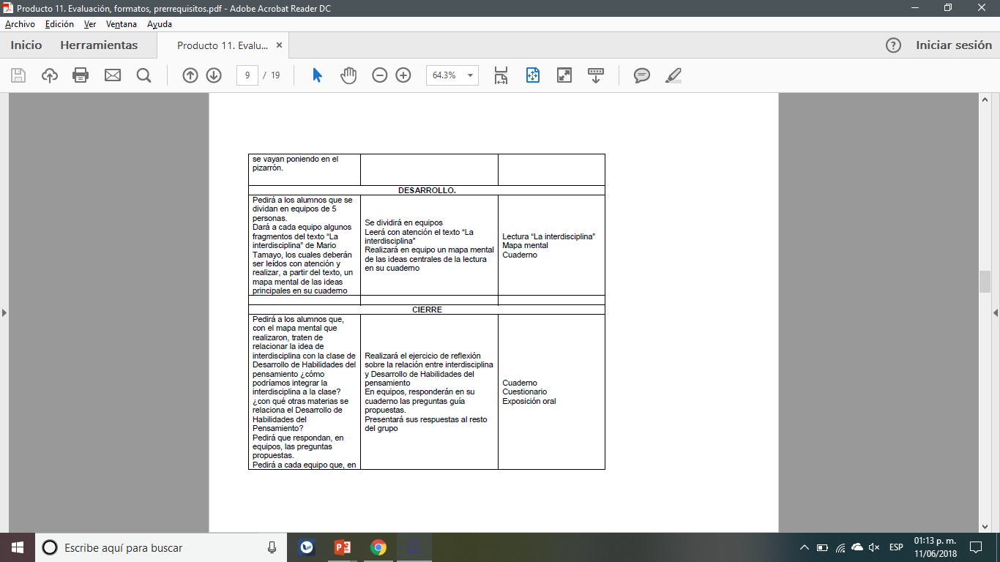 Producto 11. Evaluación, formatos, prerrequisitos.pdf - Adobe Acrobat Reader DC
Archivo Edición Ver Ventana Ayuda
Inicio Herramientas Producto 11. Evalu... × ? Iniciar sesión
9 / 19 64.3%
se vayan poniendo en el
pizarrón.
DESARROLLO.
Pedirá a los alumnos que se
dividan en equipos de 5
personas.
Dará a cada equipo algunos
fragmentos del texto “La
interdisciplina” de Mario
Tamayo, los cuales deberán
ser leídos con atención y
realizar, a partir del texto, un
mapa mental de las ideas
principales en su cuaderno
Se dividirá en equipos
Leerá con atención el texto “La
interdisciplina”
Realizará en equipo un mapa mental
de las ideas centrales de la lectura
en su cuaderno
Lectura “La interdisciplina”
Mapa mental
Cuaderno
CIERRE
Pedirá a los alumnos que,
con el mapa mental que
realizaron, traten de
relacionar la idea de
interdisciplina con la clase de
Desarrollo de Habilidades del
pensamiento ¿cómo
podríamos integrar la
interdisciplina a la clase?
¿con qué otras materias se
relaciona el Desarrollo de
Habilidades del
Pensamiento?
Pedirá que respondan, en
equipos, las preguntas
propuestas.
Pedirá a cada equipo que, en
Realizará el ejercicio de reflexión
sobre la relación entre interdisciplina
y Desarrollo de Habilidades del
pensamiento
En equipos, responderán en su
cuaderno las preguntas guía
propuestas.
Presentará sus respuestas al resto
del grupo
Cuaderno
Cuestionario
Exposición oral
Escribe aquí para buscar
ESP
01:13 p. m.
11/06/2018